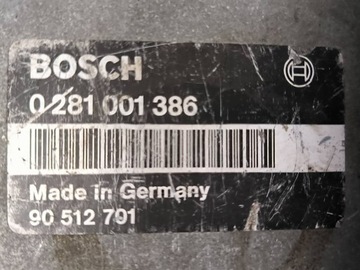 BOSCH
0 281 001 386
Made in Germany
90 512 791